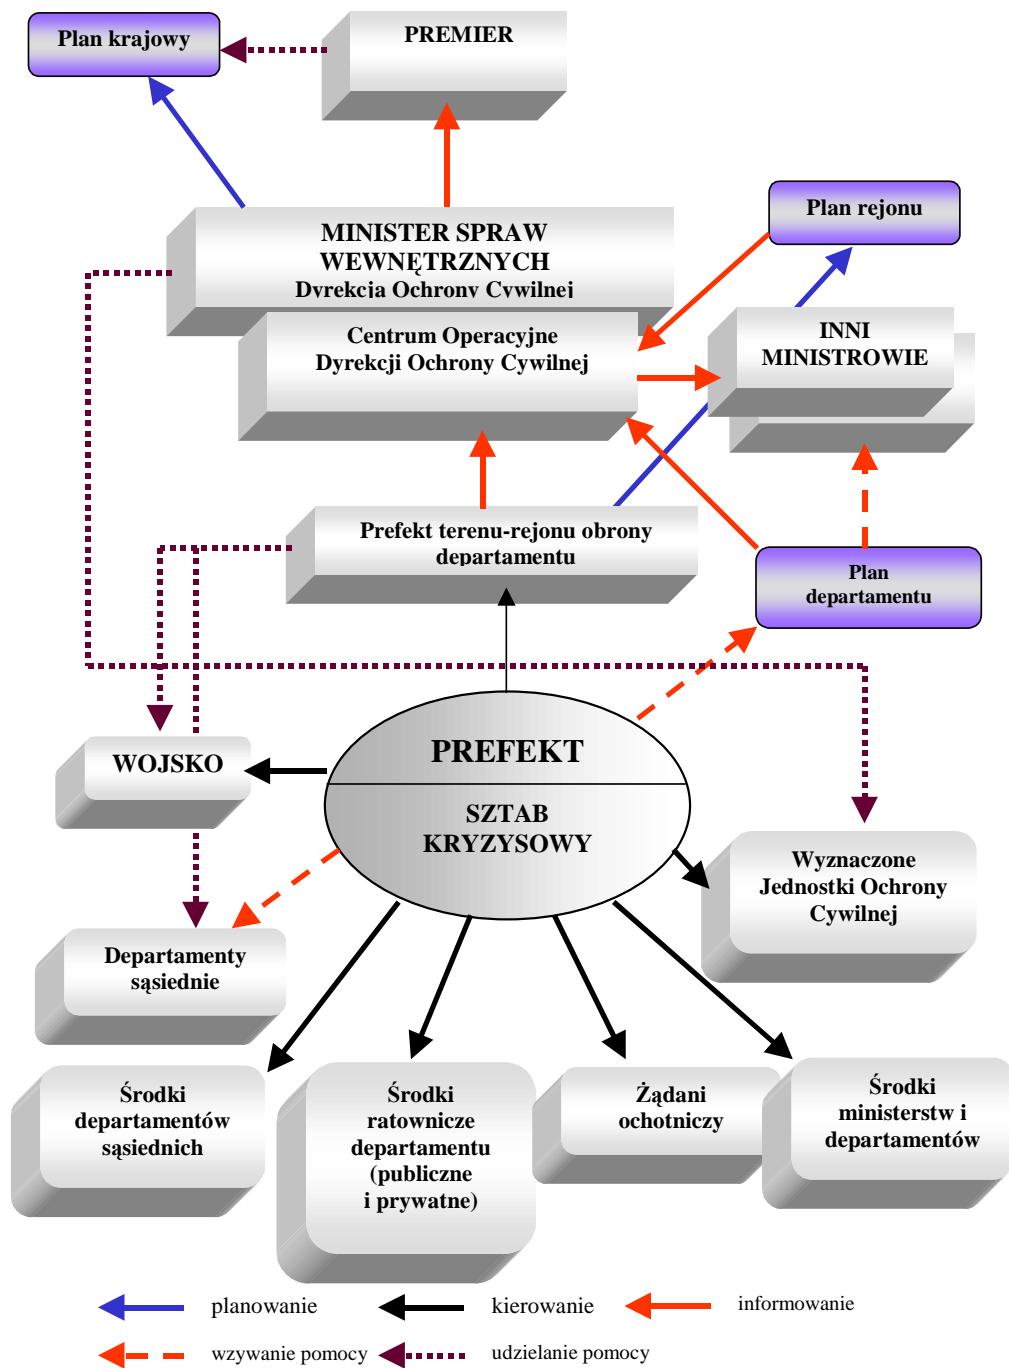 Plan krajowy
PREMIER
Plan rejonu
MINISTER SPRAW
WEWNĘTRZNYCH
Dyrekcja Ochrony Cywilnej
Centrum Operacyjne
Dyrekcji Ochrony Cywilnej
INNI
MINISTROWIE
Prefekt terenu-rejonu obrony
departamentu
Plan
departamentu
PREFEKT
WOJSKO
SZTAB
KRYZYSOWY
Wyznaczone
Jednostki Ochrony
Cywilnej
Departamenty
sąsiednie
Środki
departamentów
sąsiednich
Środki
ratownicze
departamentu
(publiczne
i prywatne)
Żądani
ochotniczy
Środki
ministerstw i
departamentów
planowanie
kierowanie
informowanie
wzywanie pomocy
udzielanie pomocy